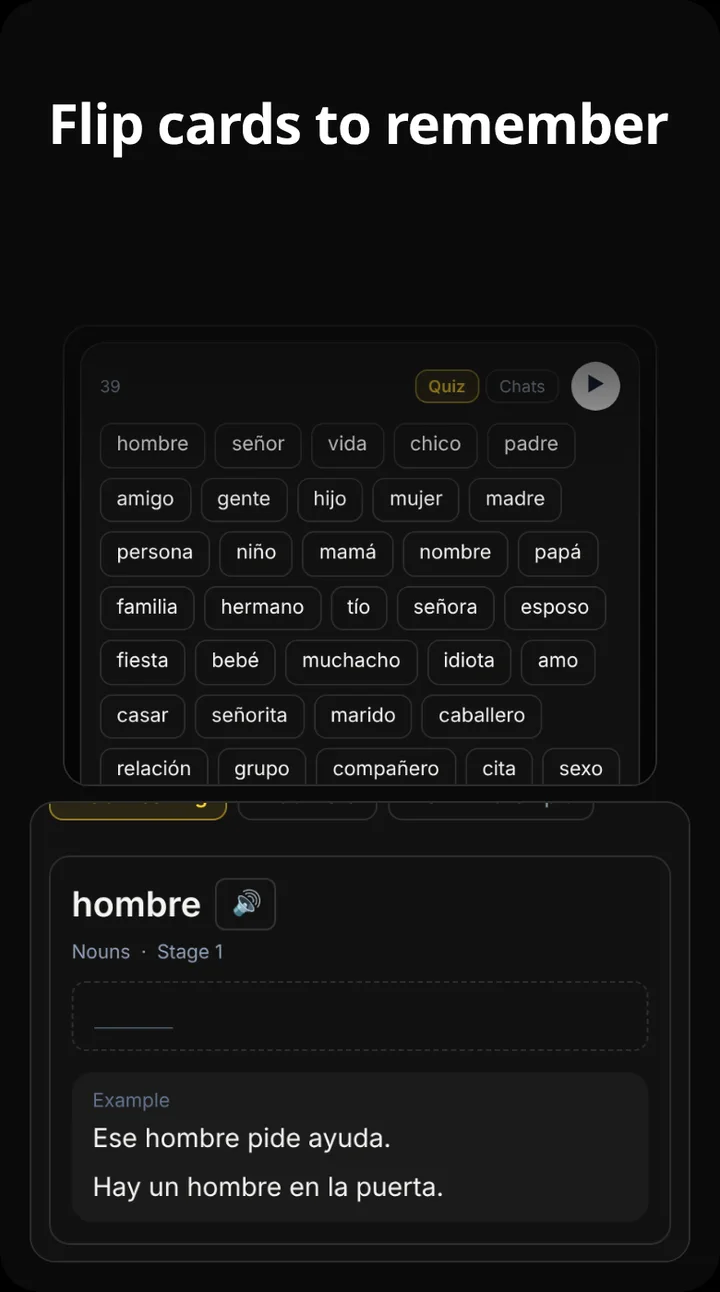 Flip cards to remember
39 Quiz Chats
hombre señor vida chico padre
amigo gente hijo mujer madre
persona niño mamá nombre papá
familia hermano tío señora esposo
fiesta bebé muchacho idiota amo
casar señorita marido caballero
relación grupo compañero cita sexo
hombre
Nouns · Stage 1
Example
Ese hombre pide ayuda.
Hay un hombre en la puerta.